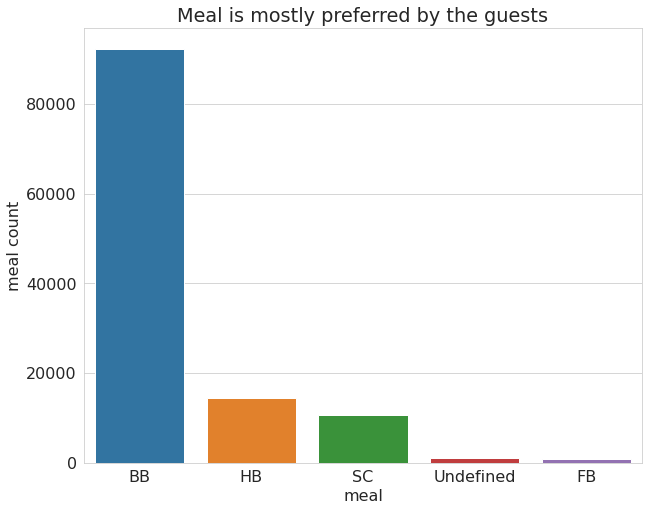 Meal is mostly preferred by the guests
80000
60000
40000
20000
0
meal count
BB HB SC Undefined FB
meal